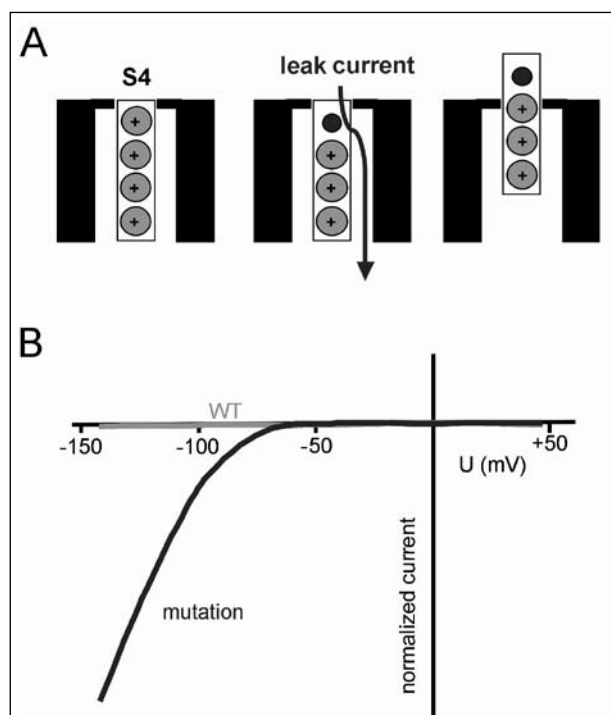 A
S4
leak current
+
+
+
+
+
+
+
+
+
+
B
WT
-150
-100
-50
+50
U (mV)
mutation
normalized current